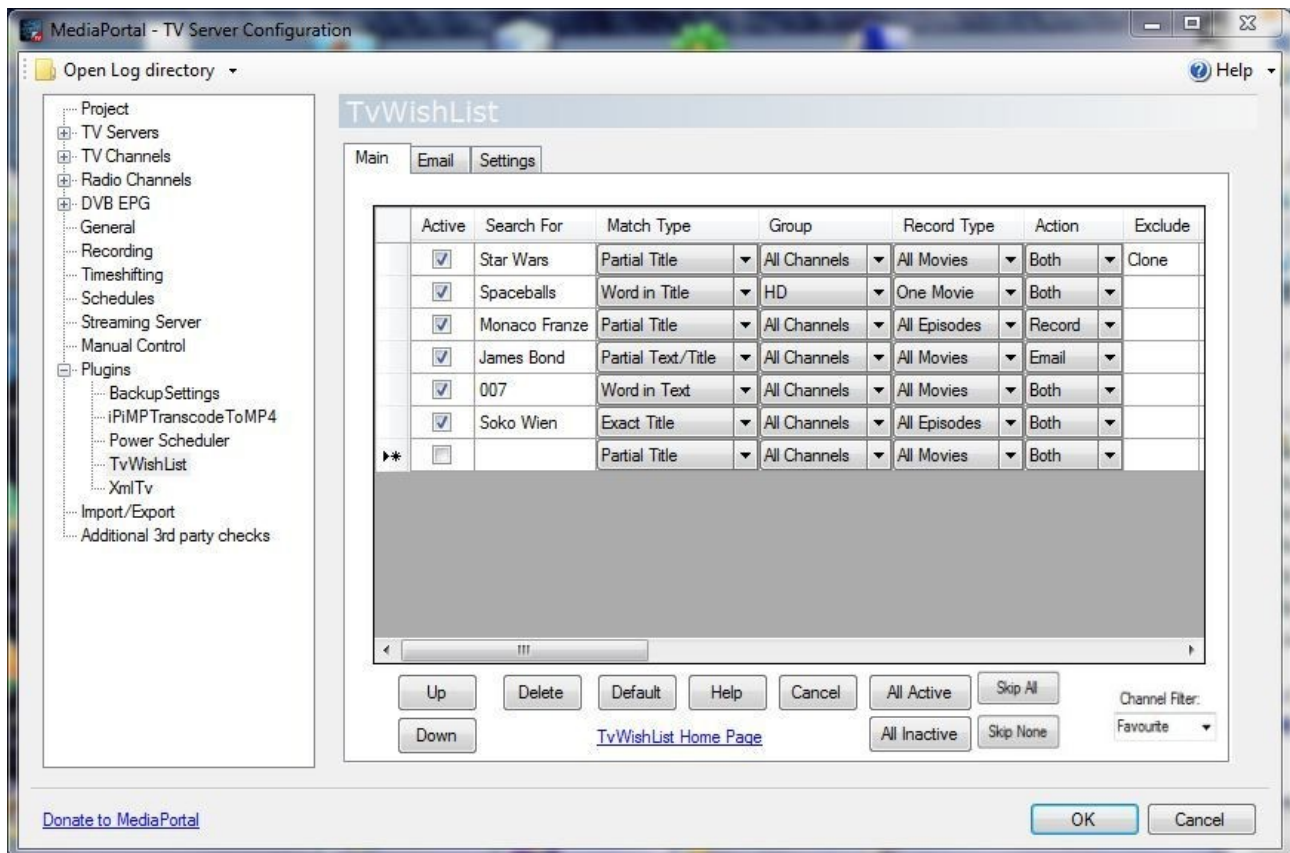 MediaPortal - TV Server Configuration
Open Log directory
Help
Project
TV Servers
TV Channels
Radio Channels
DVB EPG
General
Recording
Timeshifting
Schedules
Streaming Server
Manual Control
Plugins
BackupSettings
iPiMPTranscodeToMP4
Power Scheduler
TvWishList
XmlTv
Import/Export
Additional 3rd party checks
TvWishList
Main Email Settings
Active Search For Match Type Group Record Type Action Exclude
Star Wars Partial Title All Channels All Movies Both Clone
Spaceballs Word in Title HD One Movie Both
Monaco Franze Partial Title All Channels All Episodes Record
James Bond Partial Text/Title All Channels All Movies Email
007 Word in Text All Channels All Movies Both
Soko Wien Exact Title All Channels All Episodes Both
Partial Title All Channels All Movies Both
Up Delete Default Help Cancel All Active Skip All
Channel Filter:
Down TvWishList Home Page All Inactive Skip None Favourite
Donate to MediaPortal
OK Cancel